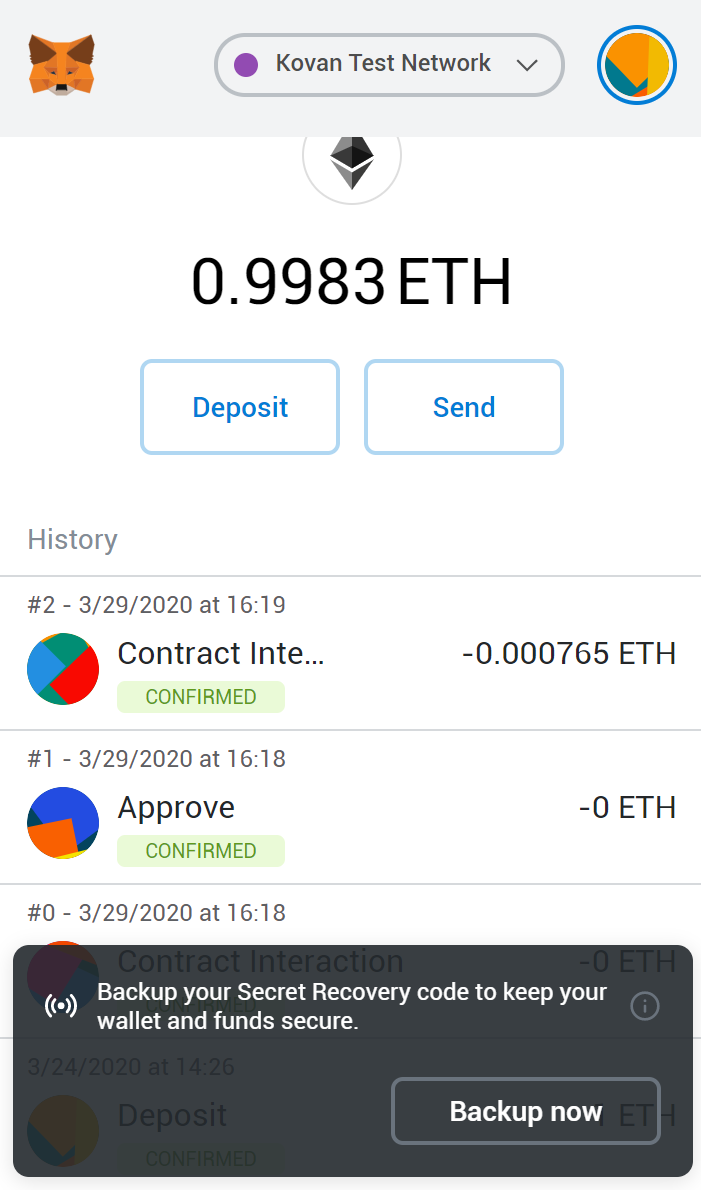 Kovan Test Network
0.9983 ETH
Deposit
Send
History
#2 - 3/29/2020 at 16:19
Contract Inte...
-0.000765 ETH
CONFIRMED
#1 - 3/29/2020 at 16:18
Approve
-0 ETH
CONFIRMED
#0 - 3/29/2020 at 16:18
Contract Interaction
-0 ETH
CONFIRMED
Backup your Secret Recovery code to keep your
wallet and funds secure.
3/24/2020 at 14:26
Deposit
1 ETH
CONFIRMED
Backup now